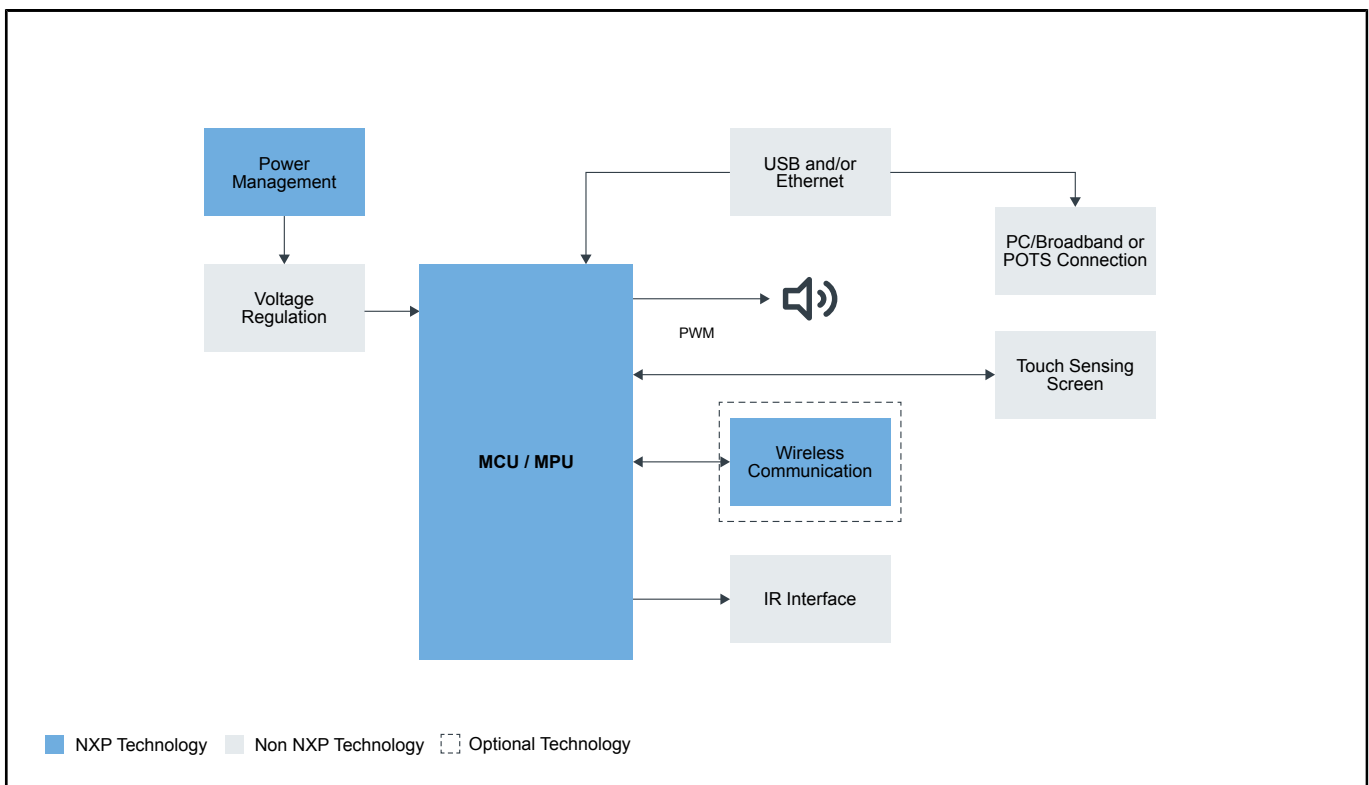 Power
Management
USB and/or
Ethernet
PC/Broadband or
POTS Connection
Voltage
Regulation
PWM
Touch Sensing
Screen
MCU / MPU
Wireless
Communication
IR Interface
NXP Technology
Non NXP Technology
Optional Technology